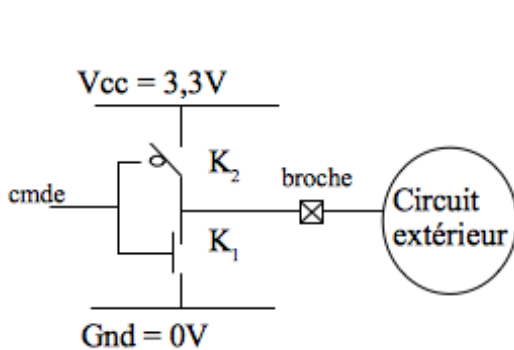 Vcc = 3,3V
K₂
broche
cmde
Circuit
extérieur
K₁
Gnd = 0V